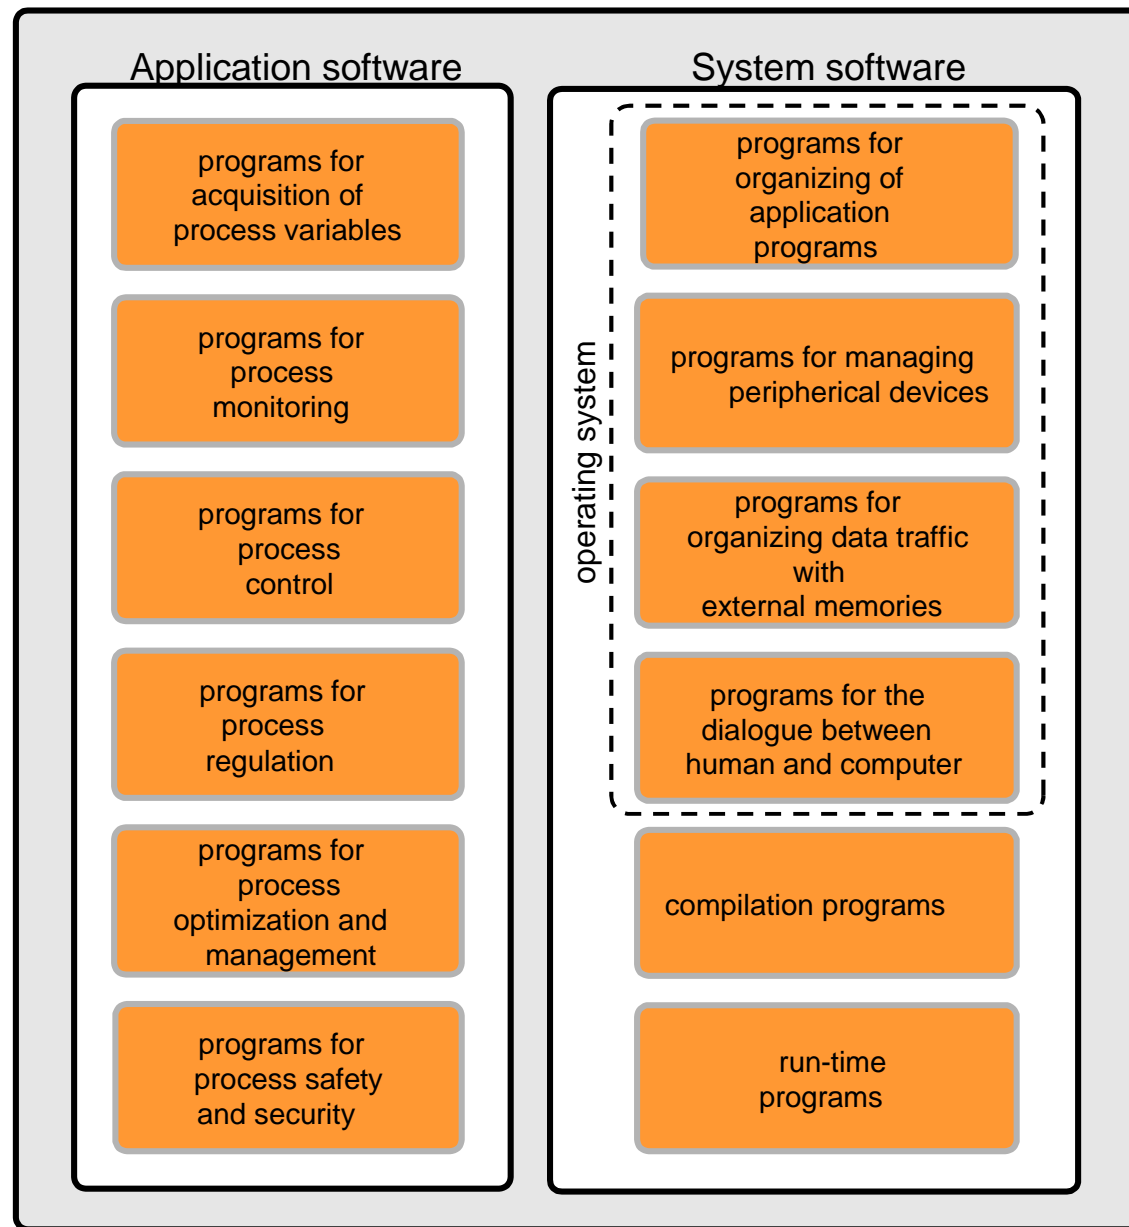 Application software
programs for
acquisition of
process variables
programs for
process
monitoring
programs for
process
control
programs for
process
regulation
programs for
process
optimization and
management
programs for
process safety
and security
System software
operating system
programs for
organizing of
application
programs
programs for managing
peripherical devices
programs for
organizing data traffic
with
external memories
programs for the
dialogue between
human and computer
compilation programs
run-time
programs